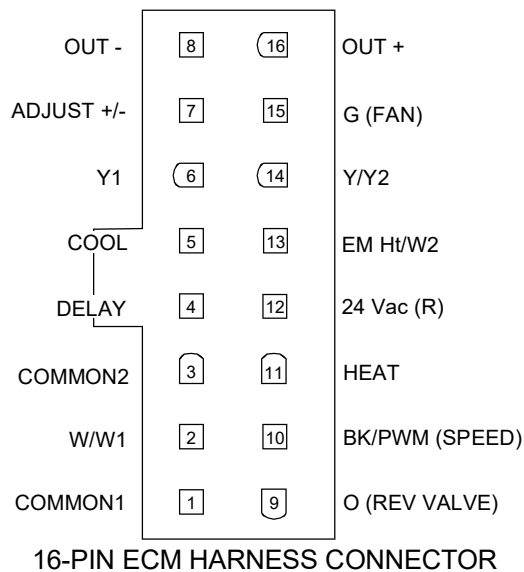 OUT - 8 16 OUT +
ADJUST +/- 7 15 G (FAN)
Y1 6 14 Y/Y2
COOL 5 13 EM Ht/W2
DELAY 4 12 24 Vac (R)
COMMON2 3 11 HEAT
W/W1 2 10 BK/PWM (SPEED)
COMMON1 1 9 O (REV VALVE)
16-PIN ECM HARNESS CONNECTOR